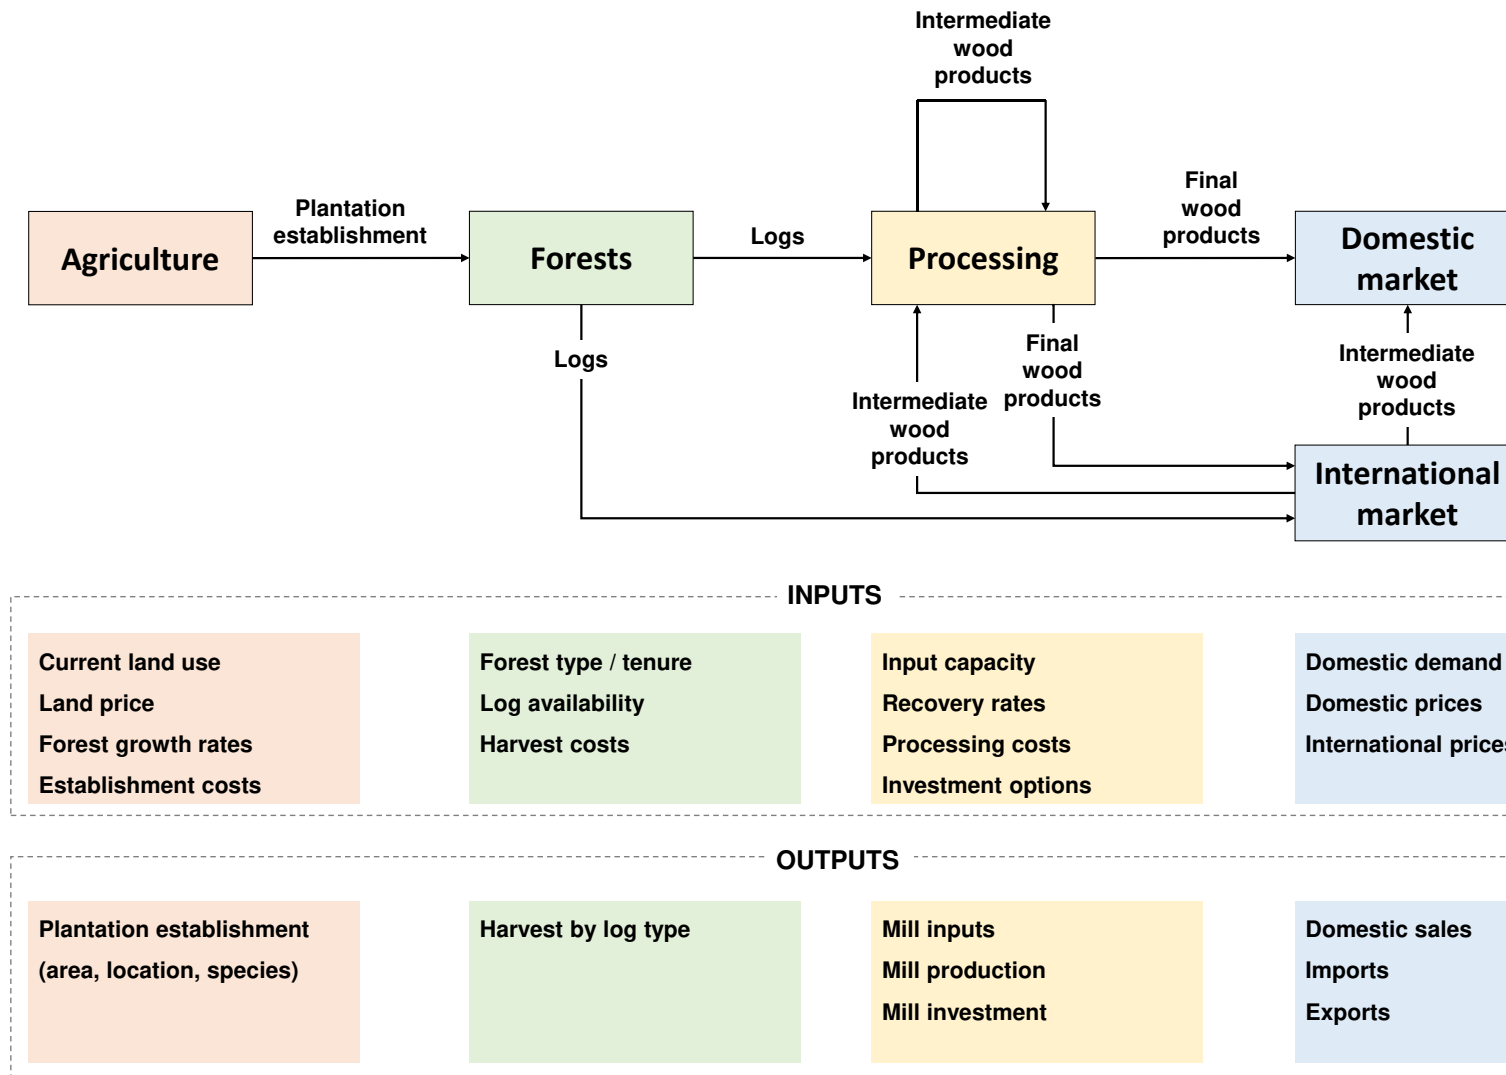 Intermediate
wood
products
Plantation
establishment
Logs
Final
wood
products
Agriculture
Forests
Processing
Domestic
market
Logs
Final
wood
products
Intermediate
wood
products
Intermediate
wood
products
International
market
INPUTS
Current land use
Land price
Forest growth rates
Establishment costs
Forest type / tenure
Log availability
Harvest costs
Input capacity
Recovery rates
Processing costs
Investment options
Domestic demand
Domestic prices
International prices
OUTPUTS
Plantation establishment
(area, location, species)
Harvest by log type
Mill inputs
Mill production
Mill investment
Domestic sales
Imports
Exports